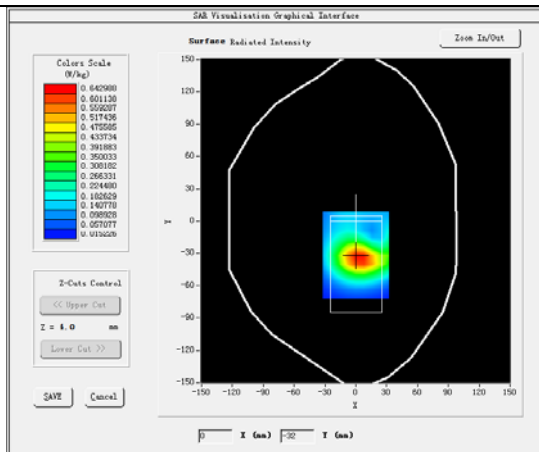 SAR Visualisation Graphical Interface
Surface Radiated Intensity
Zoom In/Out
Colors Scale
(W/kg)
0.642980
0.601130
0.559287
0.517436
0.475585
0.433734
0.391883
0.350033
0.308182
0.266331
0.224480
0.182629
0.140778
0.098928
0.057077
0.015226
150
120
90
60
30
0
-30
-60
-90
-120
-150
Y
-150 -120 -90 -60 -30 0 30 60 90 120 150
X
Z-Cuts Control
<< Upper Cut
Z = 4.0 mm
Lower Cut >>
SAVE Cancel
0 X (mm) -32 Y (mm)